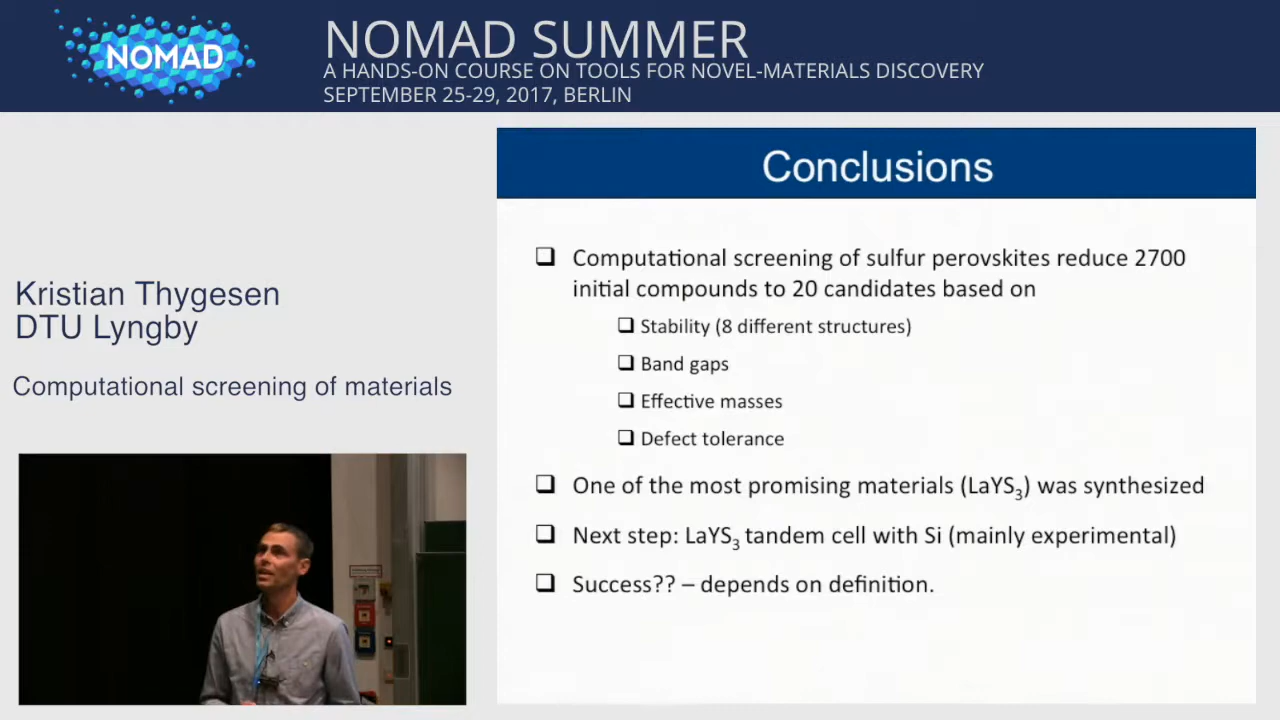 NOMAD
NOMAD SUMMER
A HANDS-ON COURSE ON TOOLS FOR NOVEL-MATERIALS DISCOVERY
SEPTEMBER 25-29, 2017, BERLIN
Kristian Thygesen
DTU Lyngby
Computational screening of materials
Conclusions
❑ Computational screening of sulfur perovskites reduce 2700
initial compounds to 20 candidates based on
❑ Stability (8 different structures)
❑ Band gaps
❑ Effective masses
❑ Defect tolerance
❑ One of the most promising materials (LaYS₃) was synthesized
❑ Next step: LaYS₃ tandem cell with Si (mainly experimental)
❑ Success?? – depends on definition.